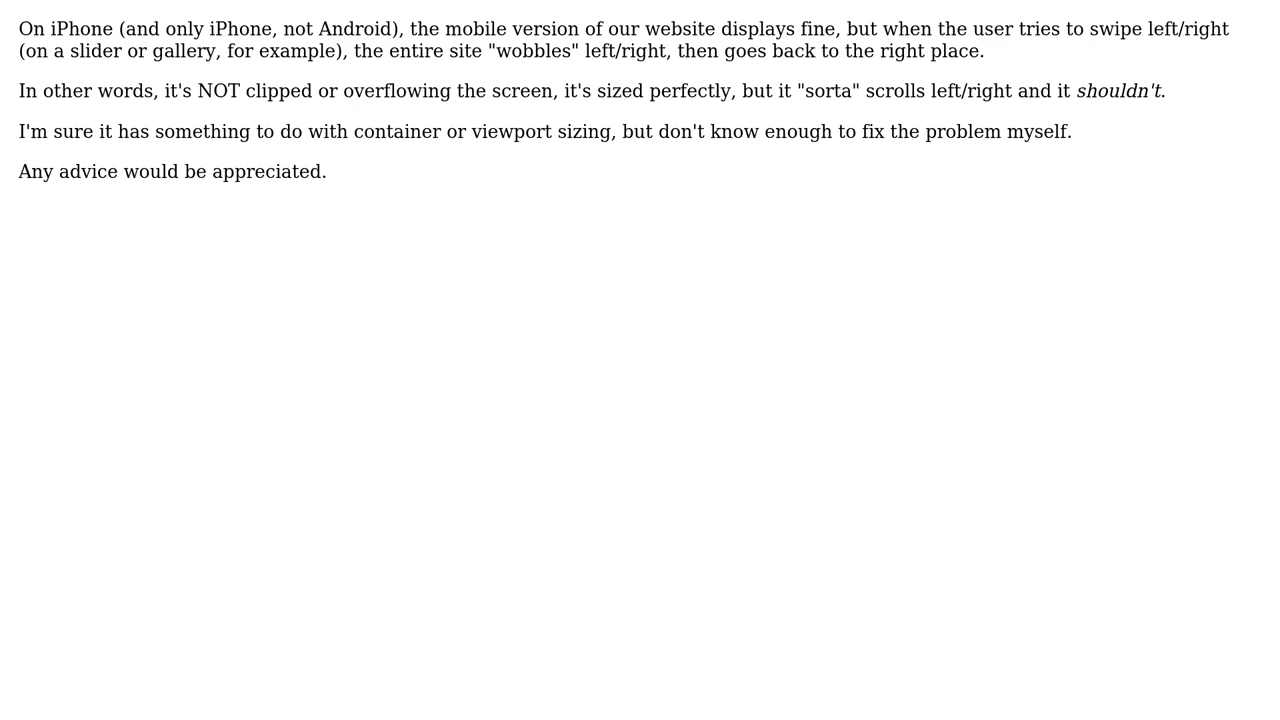 On iPhone (and only iPhone, not Android), the mobile version of our website displays fine, but when the user tries to swipe left/right
(on a slider or gallery, for example), the entire site "wobbles" left/right, then goes back to the right place.
In other words, it's NOT clipped or overflowing the screen, it's sized perfectly, but it "sorta" scrolls left/right and it shouldn't.
I'm sure it has something to do with container or viewport sizing, but don't know enough to fix the problem myself.
Any advice would be appreciated.